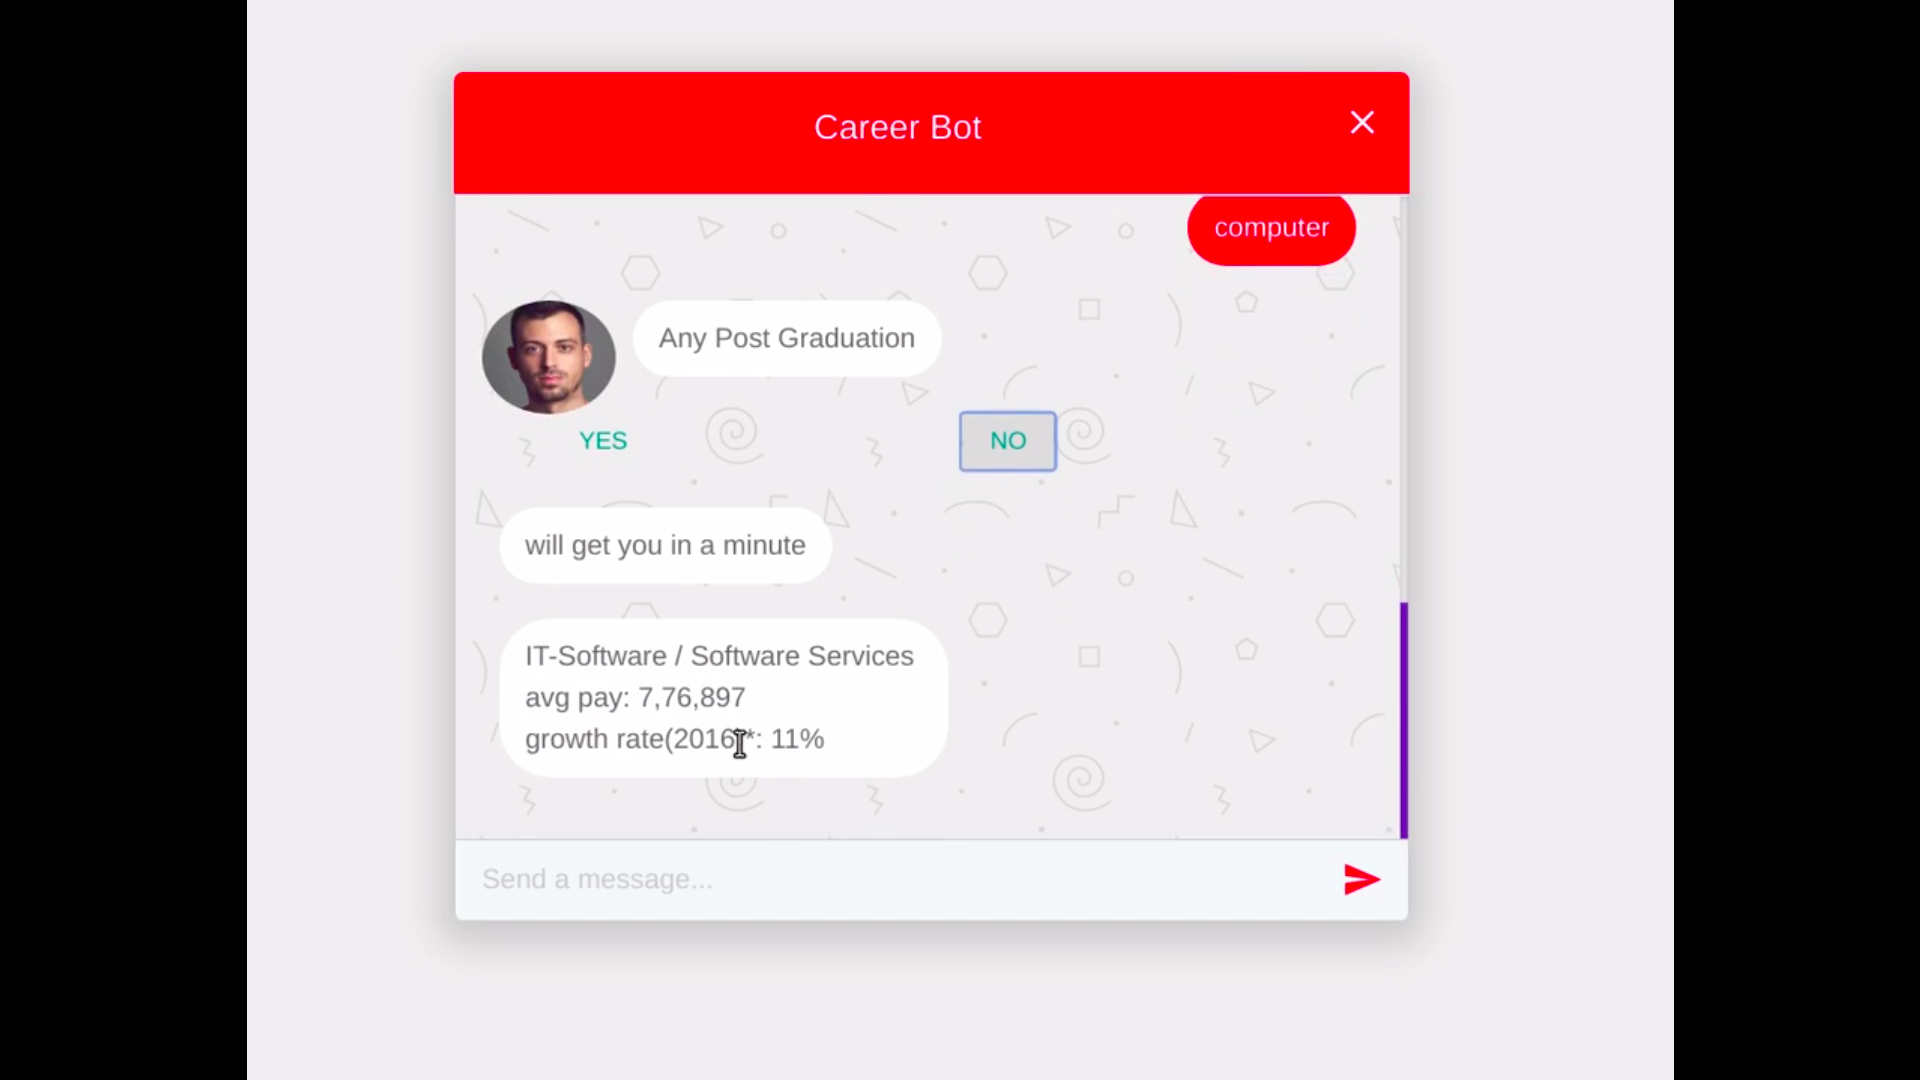 Career Bot
computer
Any Post Graduation
YES
NO
will get you in a minute
IT-Software / Software Services
avg pay: 7,76,897
growth rate(2016)*: 11%
Send a message...